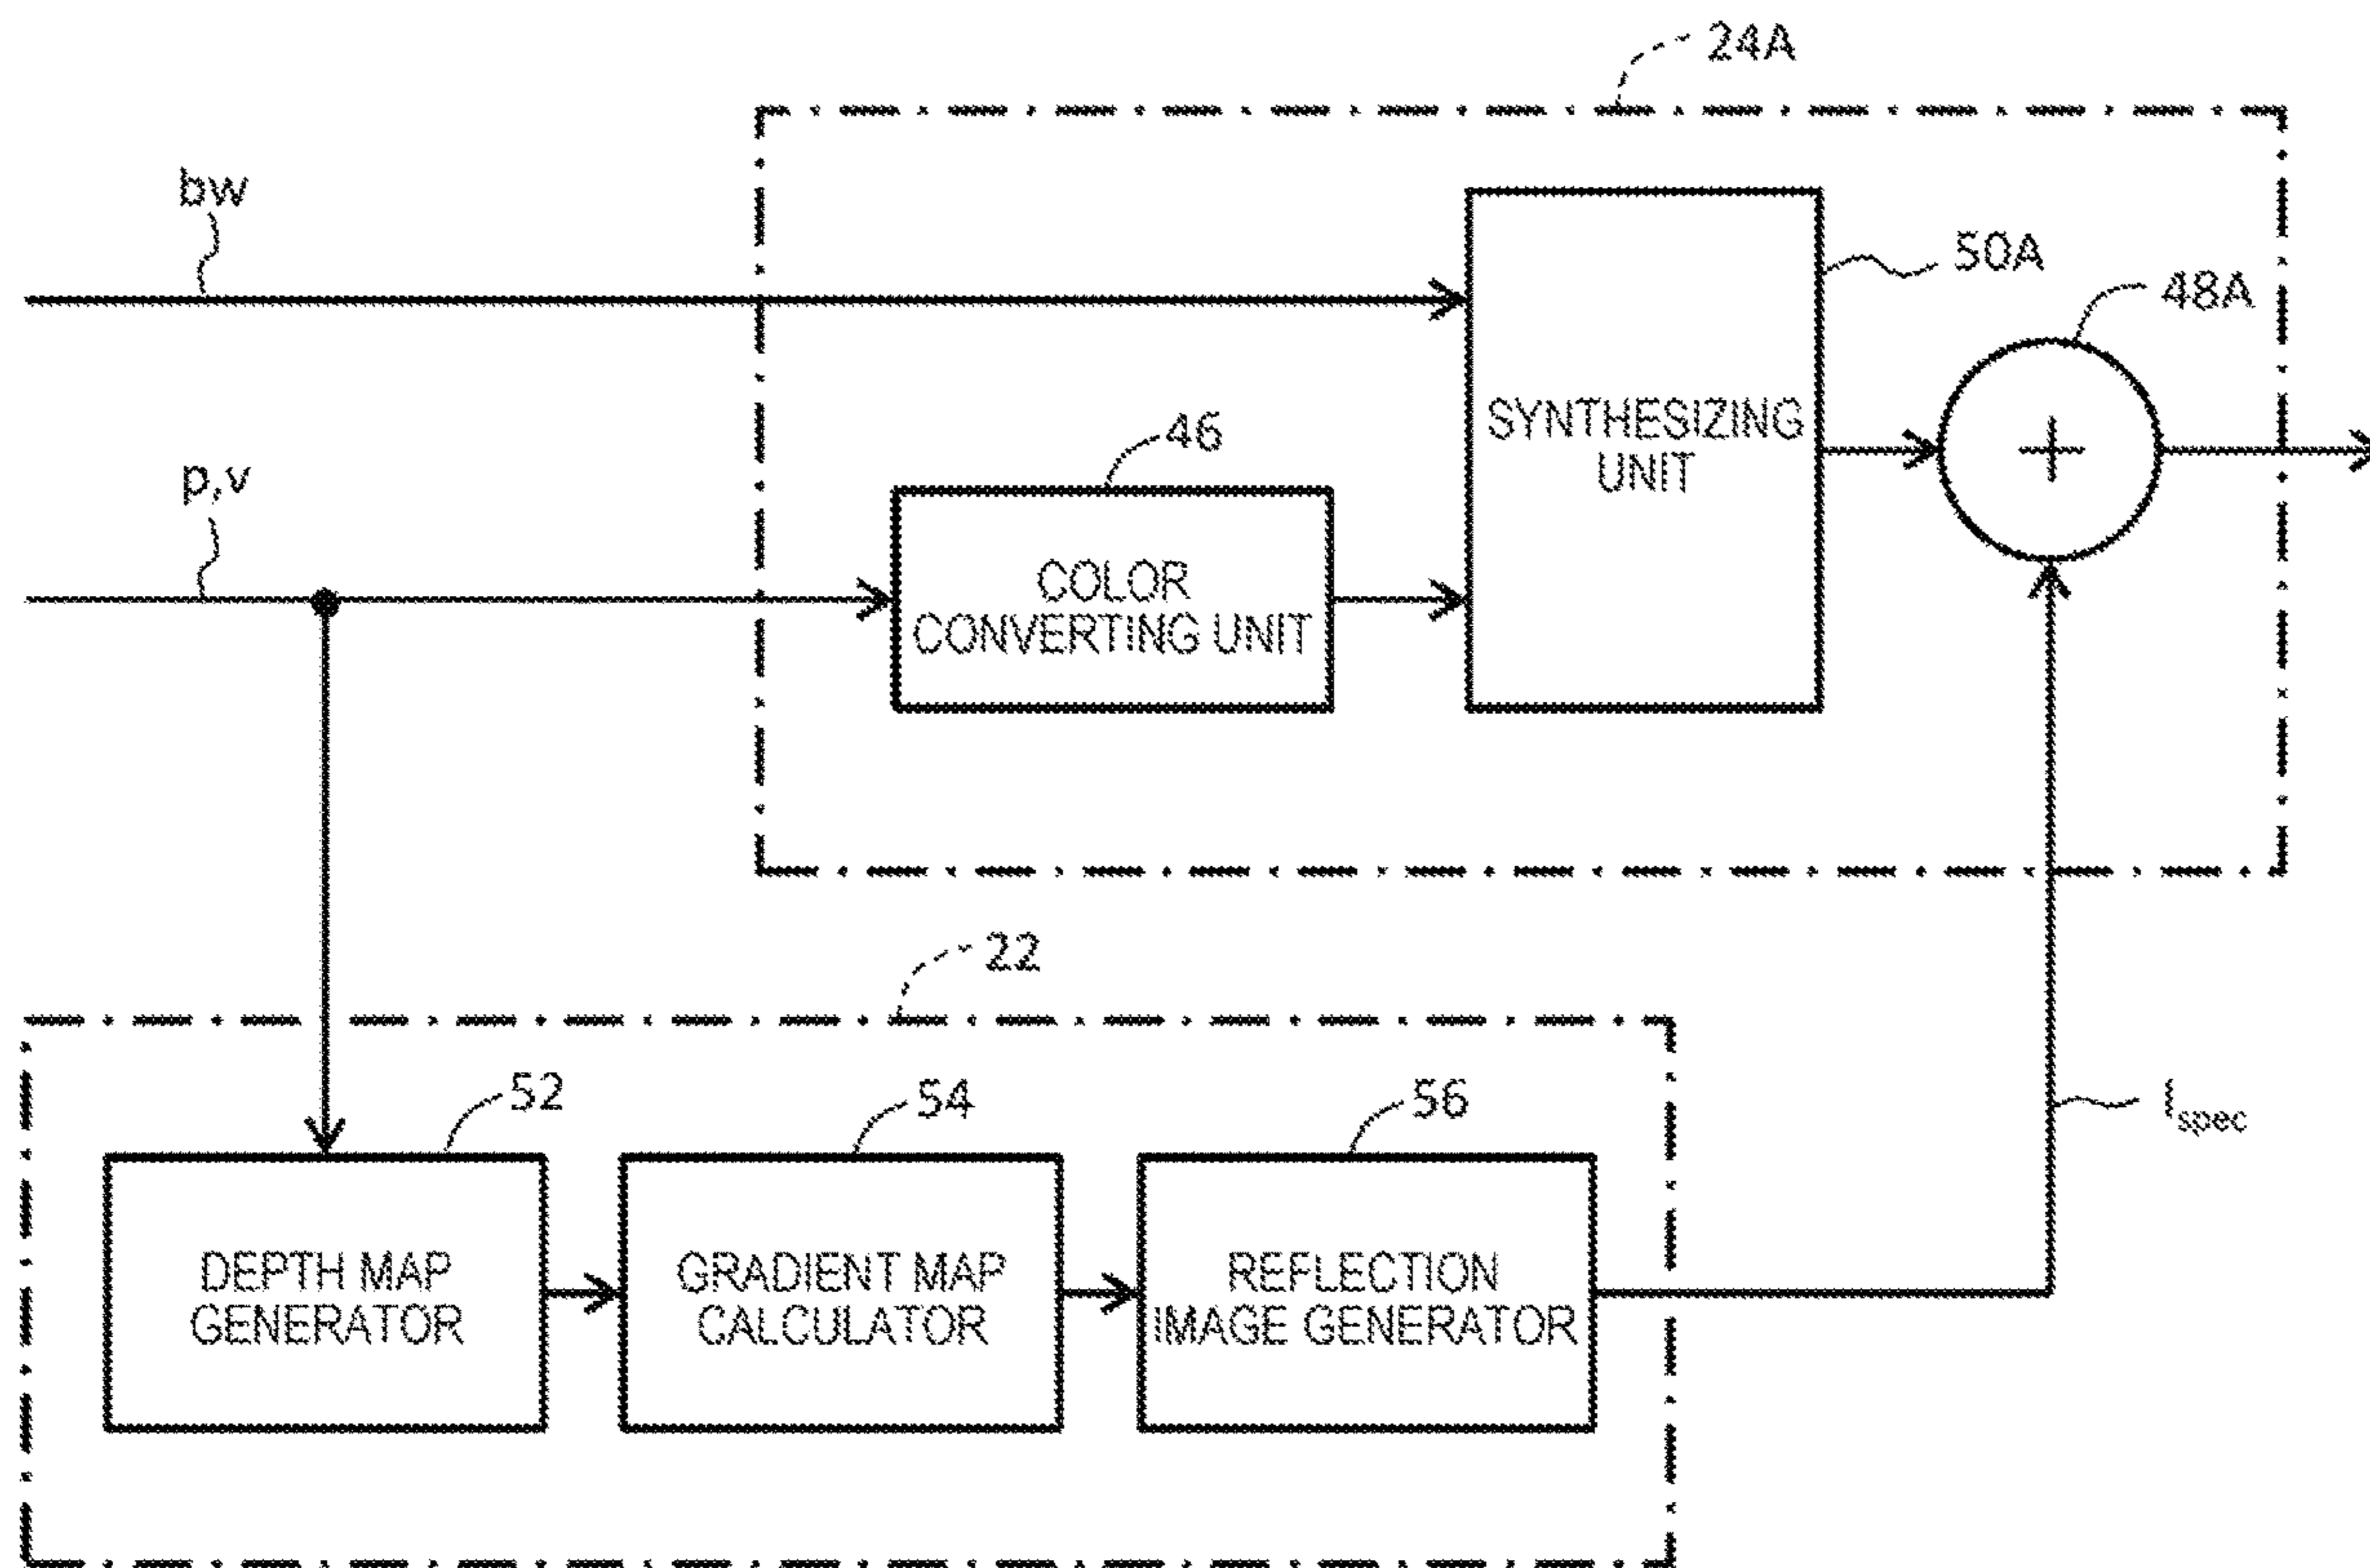 24A
bw
50A
48A
SYNTHESIZING
UNIT
46
p,v
COLOR
CONVERTING UNIT
+
22
52
54
56
Ispec
DEPTH MAP
GENERATOR
GRADIENT MAP
CALCULATOR
REFLECTION
IMAGE GENERATOR